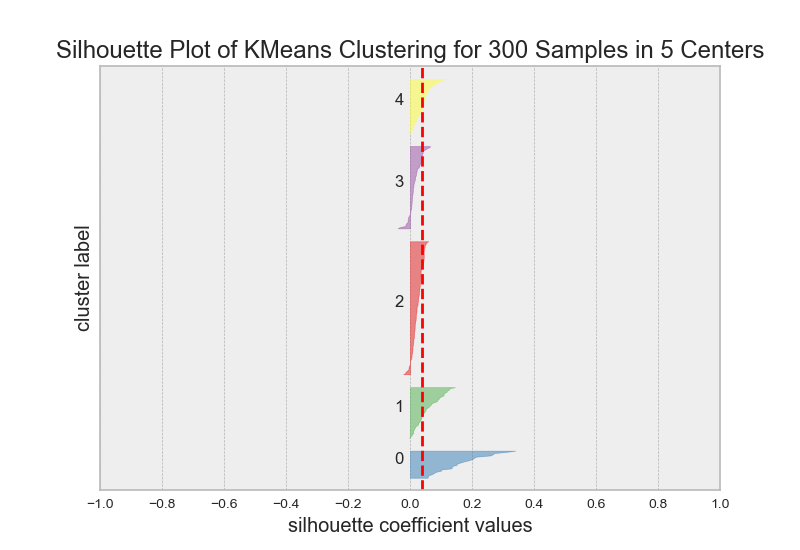 Silhouette Plot of KMeans Clustering for 300 Samples in 5 Centers
cluster label
4
3
2
1
0
−1.0 −0.8 −0.6 −0.4 −0.2 0.0 0.2 0.4 0.6 0.8 1.0
silhouette coefficient values